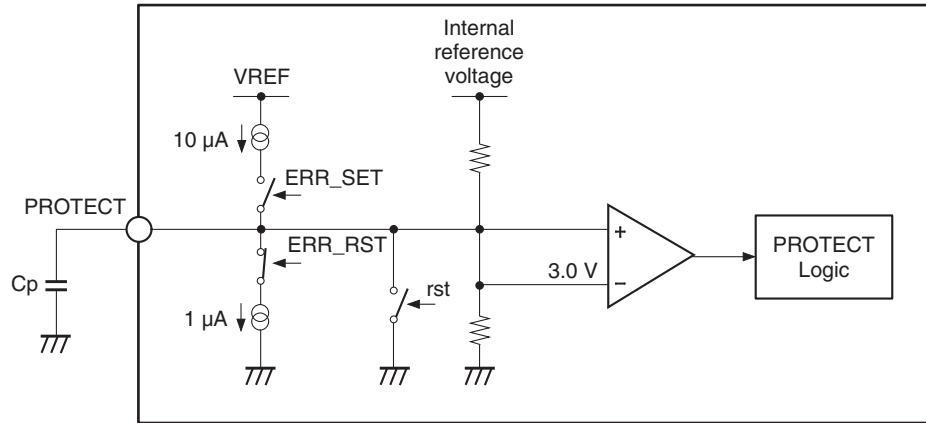 Internal
reference
voltage
VREF
10 µA
ERR_SET
PROTECT
ERR_RST
Cp
1 µA
rst
3.0 V
+
−
PROTECT
Logic